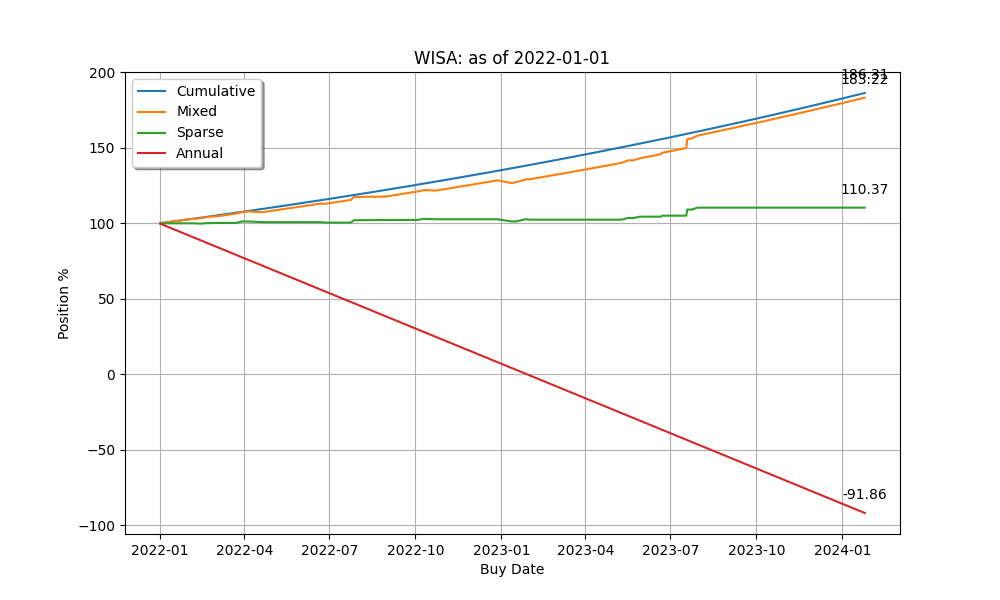 WISA: as of 2022-01-01
200
150
100
50
0
−50
−100
Position %
Cumulative
Mixed
Sparse
Annual
186.31
183.22
110.37
-91.86
2022-01 2022-04 2022-07 2022-10 2023-01 2023-04 2023-07 2023-10 2024-01
Buy Date